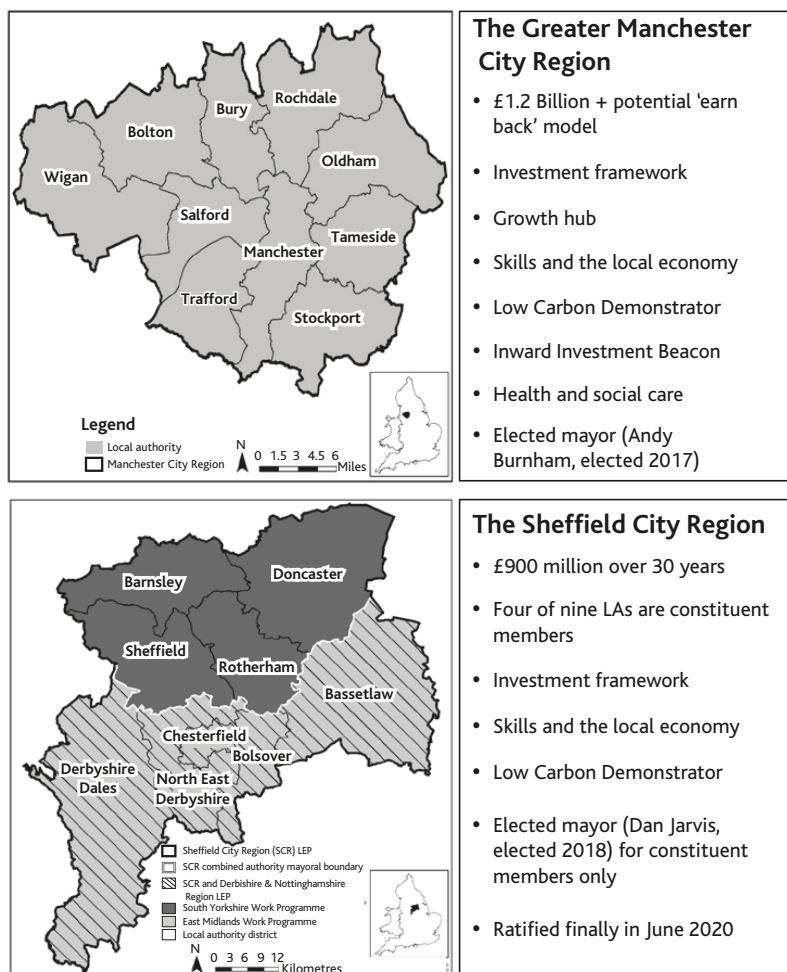 Bury
Rochdale
Bolton
Oldham
Wigan
Salford
Tameside
Manchester
Trafford
Stockport
Legend
Local authority
Manchester City Region
N
0 1.5 3 4.5 6
Miles
The Greater Manchester
City Region
• £1.2 Billion + potential ‘earn
back’ model
• Investment framework
• Growth hub
• Skills and the local economy
• Low Carbon Demonstrator
• Inward Investment Beacon
• Health and social care
• Elected mayor (Andy
Burnham, elected 2017)
Barnsley
Doncaster
Sheffield
Rotherham
Bassetlaw
Chesterfield
Bolsover
Derbyshire
Dales
North East
Derbyshire
Sheffield City Region (SCR) LEP
SCR combined authority mayoral boundary
SCR and Derbishire & Nottinghamshire
Region LEP
South Yorkshire Work Programme
East Midlands Work Programme
Local authority district
N
0 3 6 9 12
Kilometres
The Sheffield City Region
• £900 million over 30 years
• Four of nine LAs are constituent
members
• Investment framework
• Skills and the local economy
• Low Carbon Demonstrator
• Elected mayor (Dan Jarvis,
elected 2018) for constituent
members only
• Ratified finally in June 2020